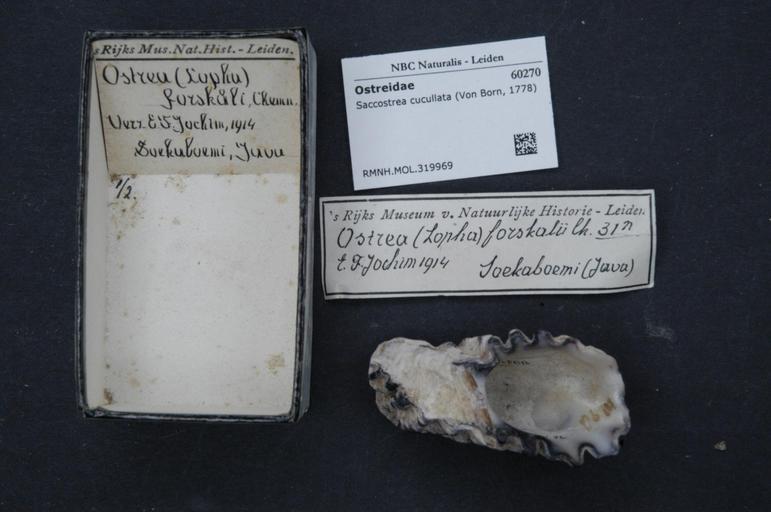 's Rijks Mus. Nat. Hist. - Leiden.
Ostrea (Lopha)
forskåli, Chemn.
Verz. E. F. Jochim, 1914
Soekaboemi, Java
1/2.
NBC Naturalis - Leiden
60270
Ostreidae
Saccostrea cucullata (Von Born, 1778)
RMNH.MOL.319969
's Rijks Museum v. Natuurlijke Historie - Leiden.
Ostrea (Lopha) forskalii Ch. 31n
E. F. Jochim 1914 Soekaboemi (Java)